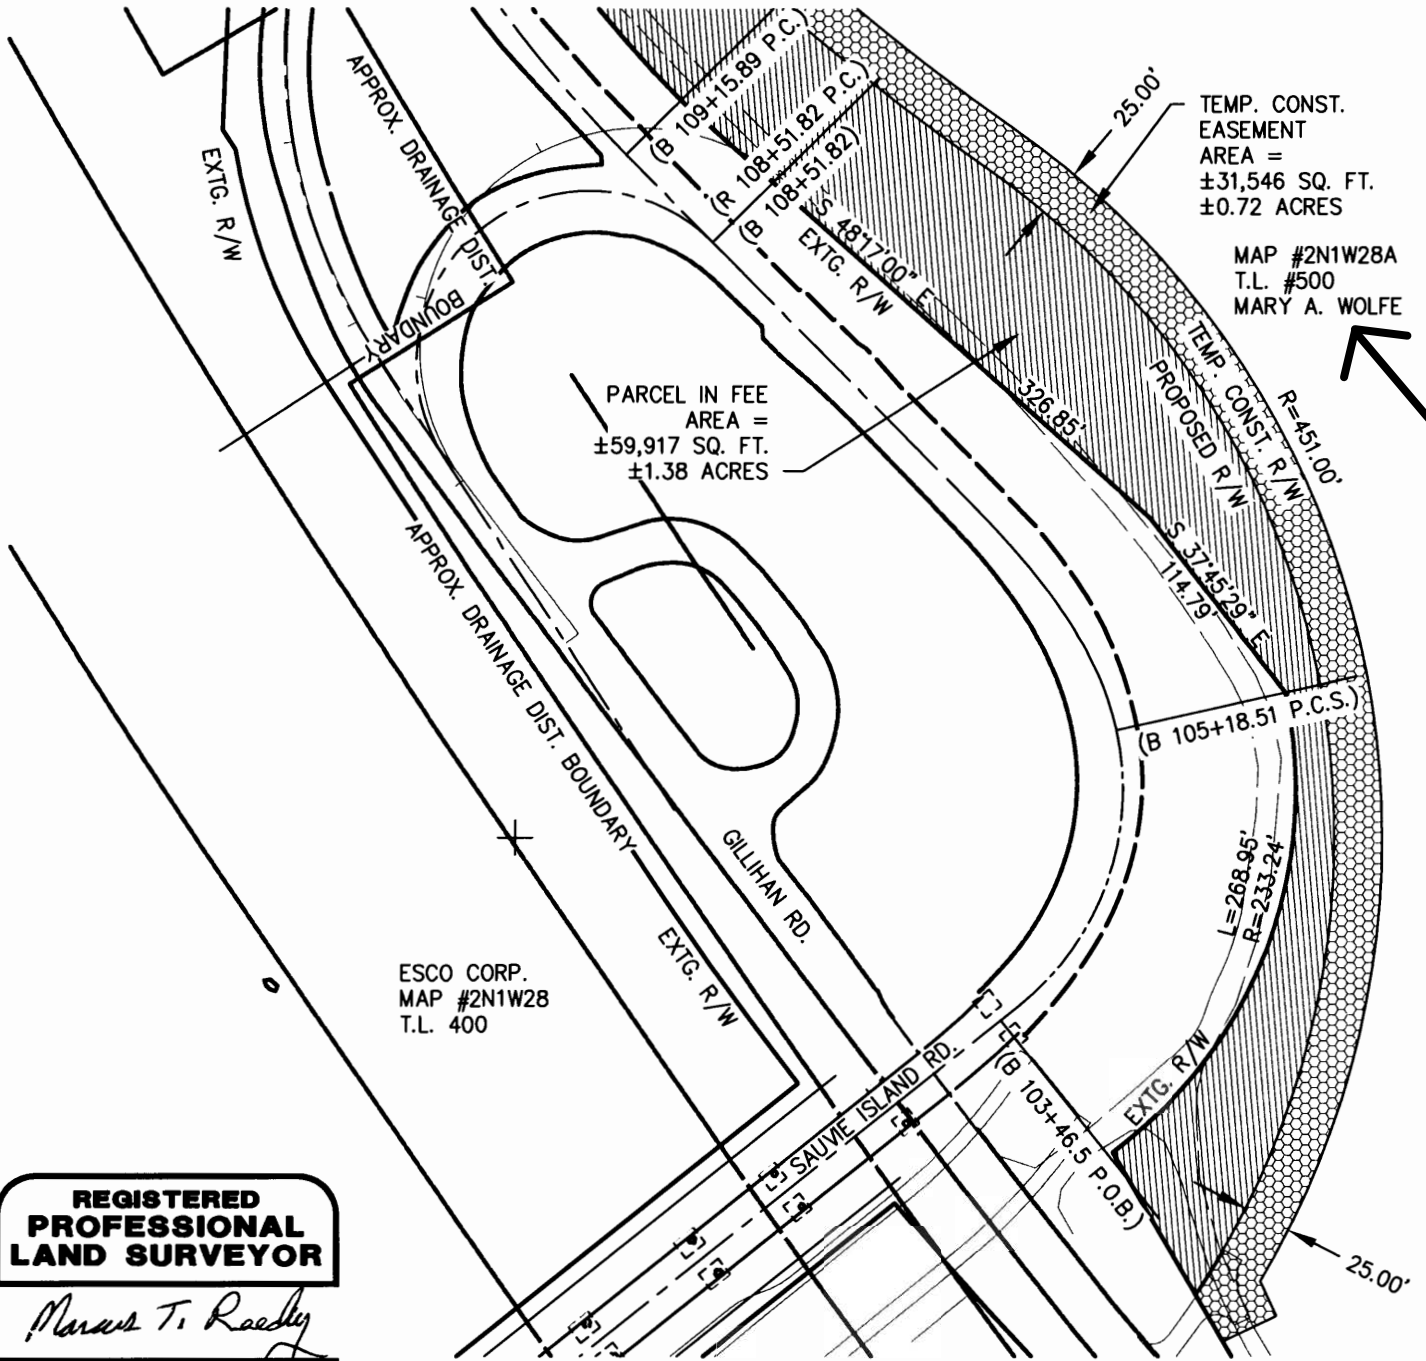 (B 109+15.89 P.C.)
(R 108+51.82 P.C.)
(B 108+51.82)
25.00'
TEMP. CONST.
EASEMENT
AREA =
±31,546 SQ. FT.
±0.72 ACRES
MAP #2N1W28A
T.L. #500
MARY A. WOLFE
APPROX. DRAINAGE DIST.
BOUNDARY
EXTG. R/W
S 48°17'00" E
326.85'
EXTG. R/W
TEMP. CONST. R/W
PROPOSED R/W
R=451.00'
PARCEL IN FEE
AREA =
±59,917 SQ. FT.
±1.38 ACRES
S 37°45'29" E
114.79'
APPROX. DRAINAGE DIST. BOUNDARY
(B 105+18.51 P.C.S.)
GILLIHAN RD.
L=268.95'
R=233.24'
EXTG. R/W
ESCO CORP.
MAP #2N1W28
T.L. 400
SAUVIE ISLAND RD.
(B 103+46.5 P.O.B.)
EXTG. R/W
25.00'
REGISTERED
PROFESSIONAL
LAND SURVEYOR
Marcus T. Reedy